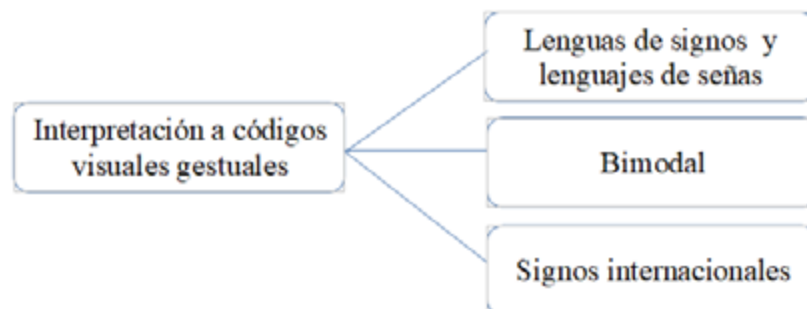 Interpretación a códigos
visuales gestuales
Lenguas de signos y
lenguajes de señas
Bimodal
Signos internacionales